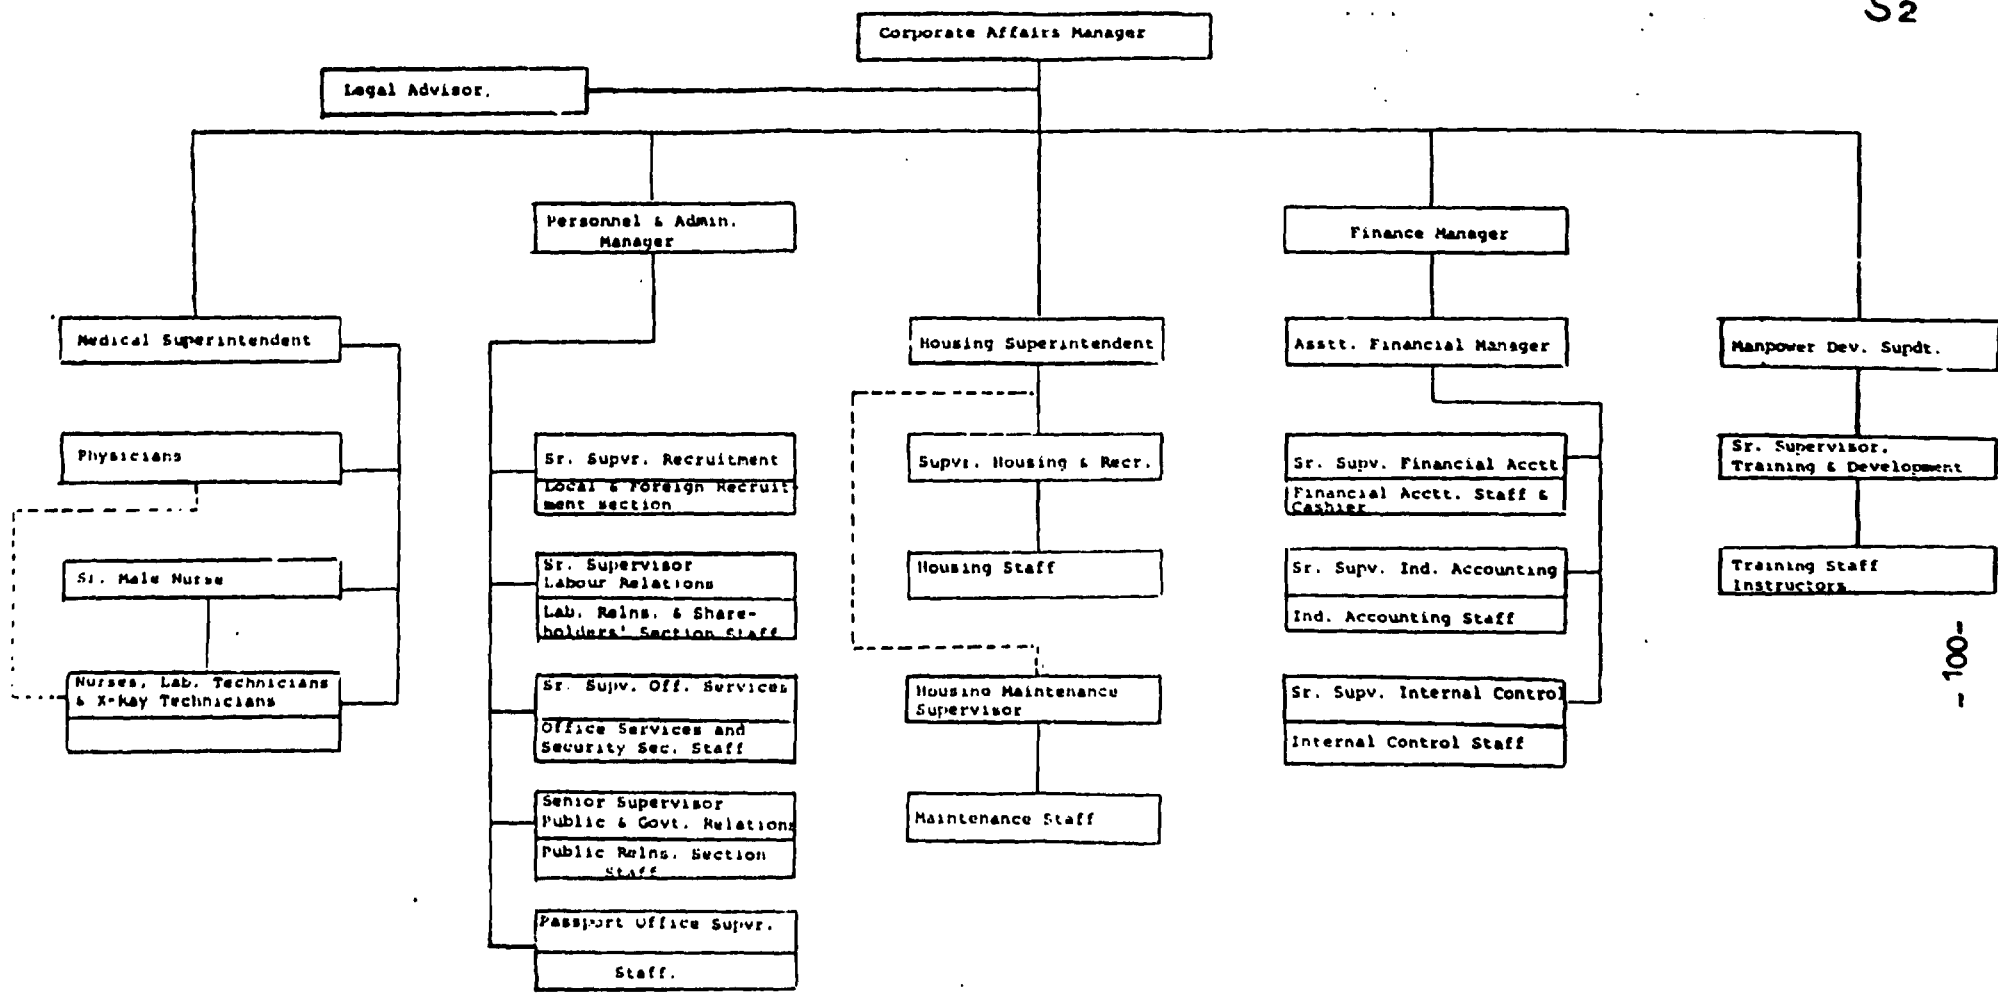 S2
Corporate Affairs Manager
Legal Advisor.
Personnel & Admin.
Manager
Finance Manager
Medical Superintendent
Housing Superintendent
Asstt. Financial Manager
Manpower Dev. Supdt.
Physicians
Sr. Supvr. Recruitment
Local & Foreign Recruit-
ment section
Supvr. Housing & Recr.
Sr. Supv. Financial Acctt
Financial Acctt. Staff &
Cashier
Sr. Supervisor.
Training & Development
Sr. Male Nurse
Sr. Supervisor
Labour Relations
Lab. Relns. & Share-
holders' Section Staff
Housing Staff
Sr. Supv. Ind. Accounting
Ind. Accounting Staff
Training Staff
Instructors
Nurses, Lab. Technicians
& X-Ray Technicians
Sr. Supv. Off. Services
Office Services and
Security Sec. Staff
Housing Maintenance
Supervisor
Sr. Supv. Internal Control
Internal Control Staff
Senior Supervisor
Public & Govt. Relations
Public Relns. Section
Staff
Maintenance Staff
Passport Office Supvr.
Staff.
- 100-